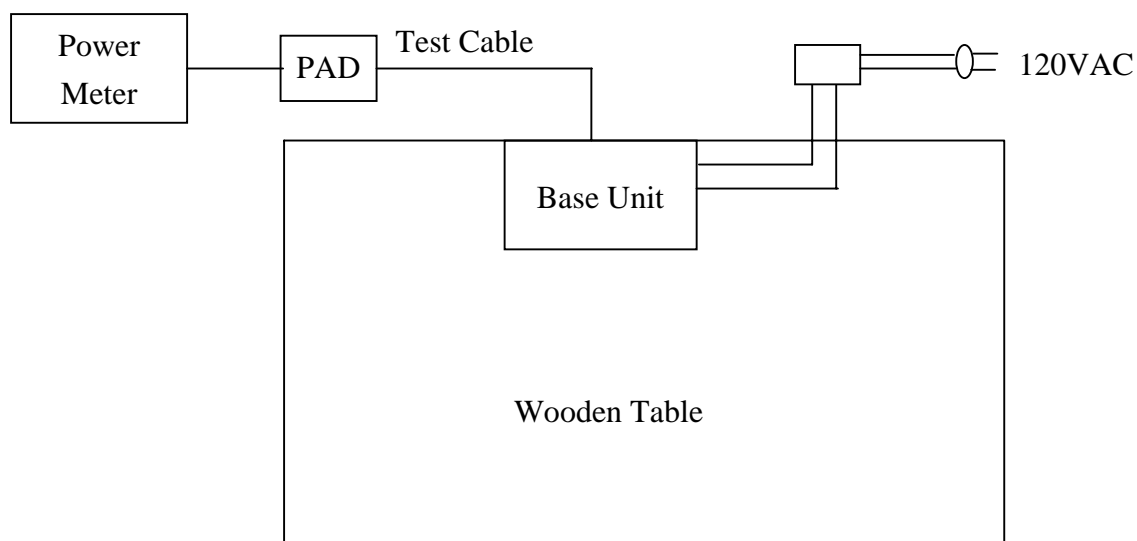 Power
Meter
PAD
Test Cable
120VAC
Base Unit
Wooden Table